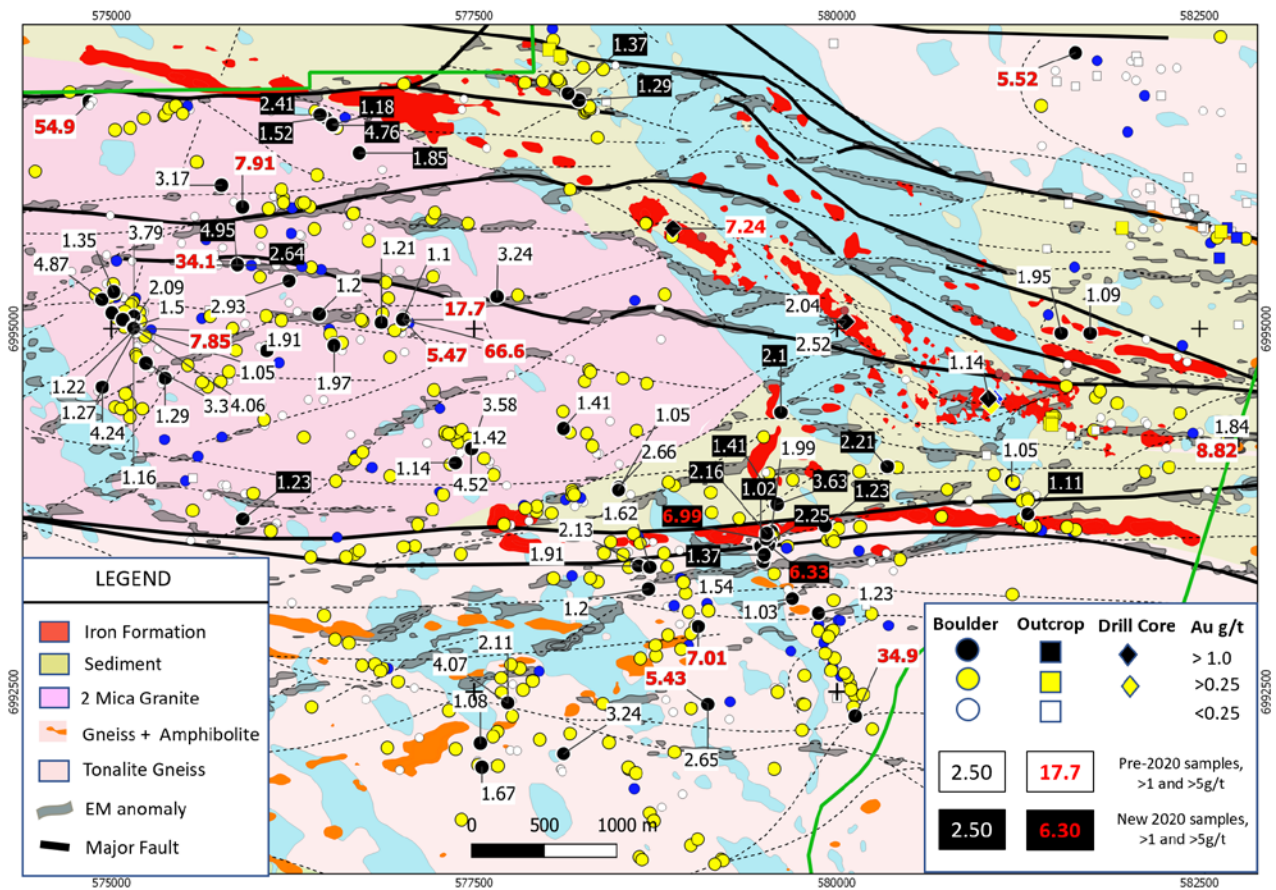 575000 577500 580000 582500
1.37
5.52
1.29
2.41 1.18
54.9
1.52 4.76
1.85
7.91
3.17
4.95 7.24
1.35 3.79 2.64 1.21 1.1 3.24
4.87 34.1
2.09 1.95
1.5 2.93 1.2 1.09
17.7 2.04
6995000 6995000
7.85 1.91 5.47 66.6 2.52
2.1
1.14
1.22 1.05
1.97
1.27 1.29 3.3 4.06
3.58 1.41 1.05
4.24 1.84
1.42 1.41 1.99 2.21 8.82
1.14 2.66 1.05
1.16 4.52 2.16
1.23 1.02 3.63 1.23 1.11
1.62 6.99 2.25
2.13
1.91 1.37
6.33
1.54 1.23
1.2 1.03
2.11
7.01 34.9
4.07 5.43
6992500 6992500
1.08
3.24
2.65
1.67
0 500 1000 m
LEGEND
Iron Formation
Sediment
2 Mica Granite
Gneiss + Amphibolite
Tonalite Gneiss
EM anomaly
Major Fault
Boulder Outcrop Drill Core Au g/t
> 1.0
>0.25
<0.25
2.50 17.7 Pre-2020 samples,
>1 and >5g/t
2.50 6.30 New 2020 samples,
>1 and >5g/t
575000 577500 580000 582500